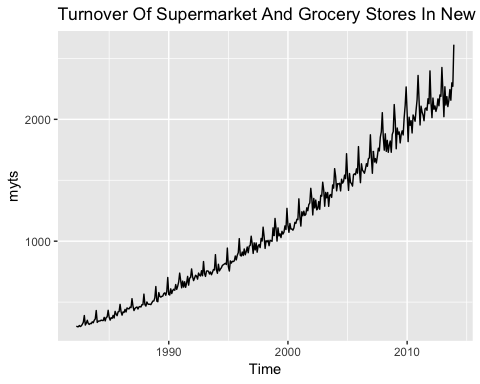 Turnover Of Supermarket And Grocery Stores In New
2000
1000
myts
1990
2000
2010
Time